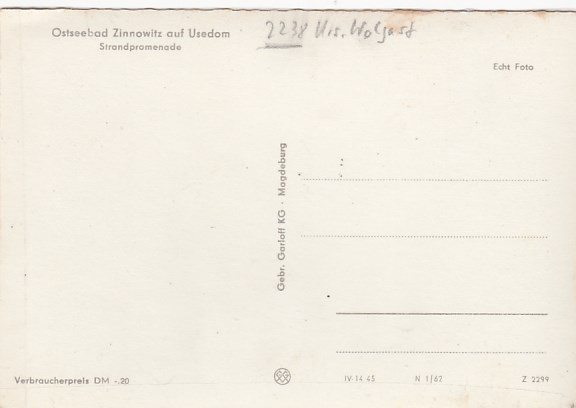 Ostseebad Zinnowitz auf Usedom
Strandpromenade
2238 Krs. Wolgast
Echt Foto
Gebr. Garloff KG · Magdeburg
Verbraucherpreis DM -.20
IV-14-45
N 1/62
Z 2299